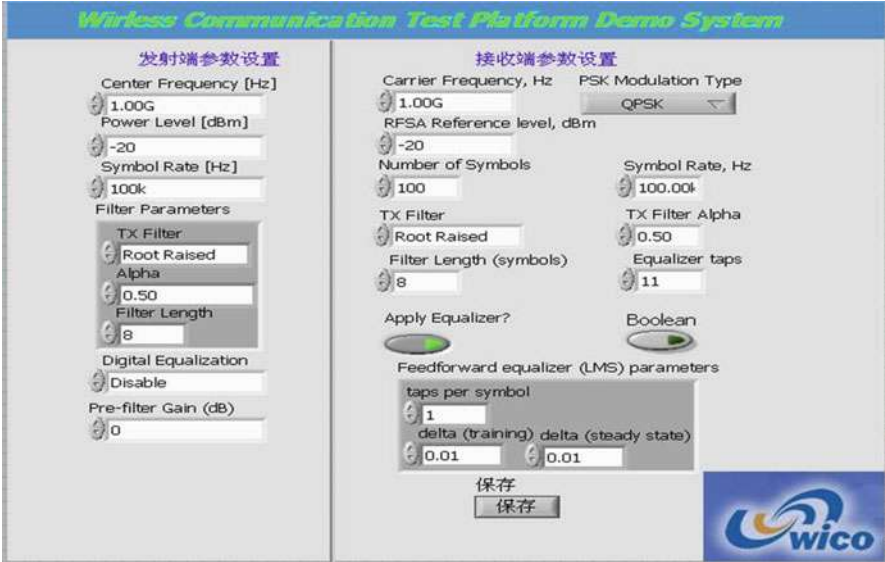 Wirless Communication Test Platform Demo System
发射端参数设置
Center Frequency [Hz]
1.00G
Power Level [dBm]
-20
Symbol Rate [Hz]
100k
Filter Parameters
TX Filter
Root Raised
Alpha
0.50
Filter Length
8
Digital Equalization
Disable
Pre-filter Gain (dB)
0
接收端参数设置
Carrier Frequency, Hz
PSK Modulation Type
1.00G
QPSK
RFSA Reference level, dBm
-20
Number of Symbols
Symbol Rate, Hz
100
100.00k
TX Filter
TX Filter Alpha
Root Raised
0.50
Filter Length (symbols)
Equalizer taps
8
11
Apply Equalizer?
Boolean
Feedforward equalizer (LMS) parameters
taps per symbol
1
delta (training)
delta (steady state)
0.01
0.01
保存
保存
wico